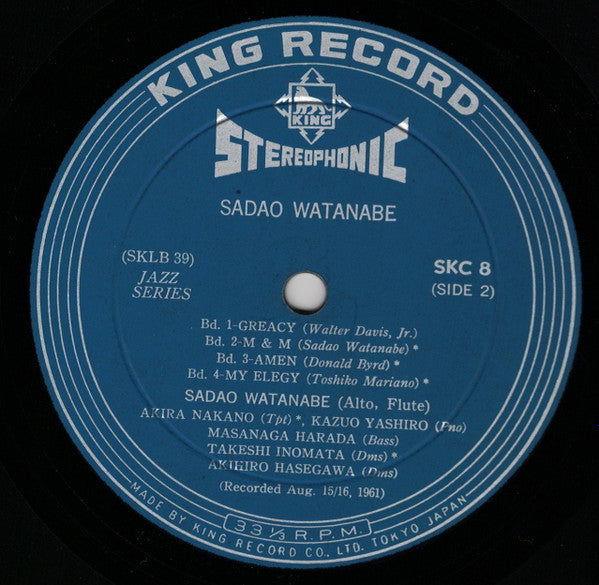 KING RECORD
KING
STEREOPHONIC
SADAO WATANABE
(SKLB 39)
JAZZ
SERIES
SKC 8
(SIDE 2)
Bd. 1-GREACY (Walter Davis, Jr.)
Bd. 2-M & M (Sadao Watanabe) *
Bd. 3-AMEN (Donald Byrd) *
Bd. 4-MY ELEGY (Toshiko Mariano) *
SADAO WATANABE (Alto, Flute)
AKIRA NAKANO (Tpt) *, KAZUO YASHIRO (Pno)
MASANAGA HARADA (Bass)
TAKESHI INOMATA (Dms) *
AKIHIRO HASEGAWA (Dms)
(Recorded Aug. 15/16, 1961)
33 1/3 R.P.M.
MADE BY KING RECORD CO., LTD. TOKYO JAPAN